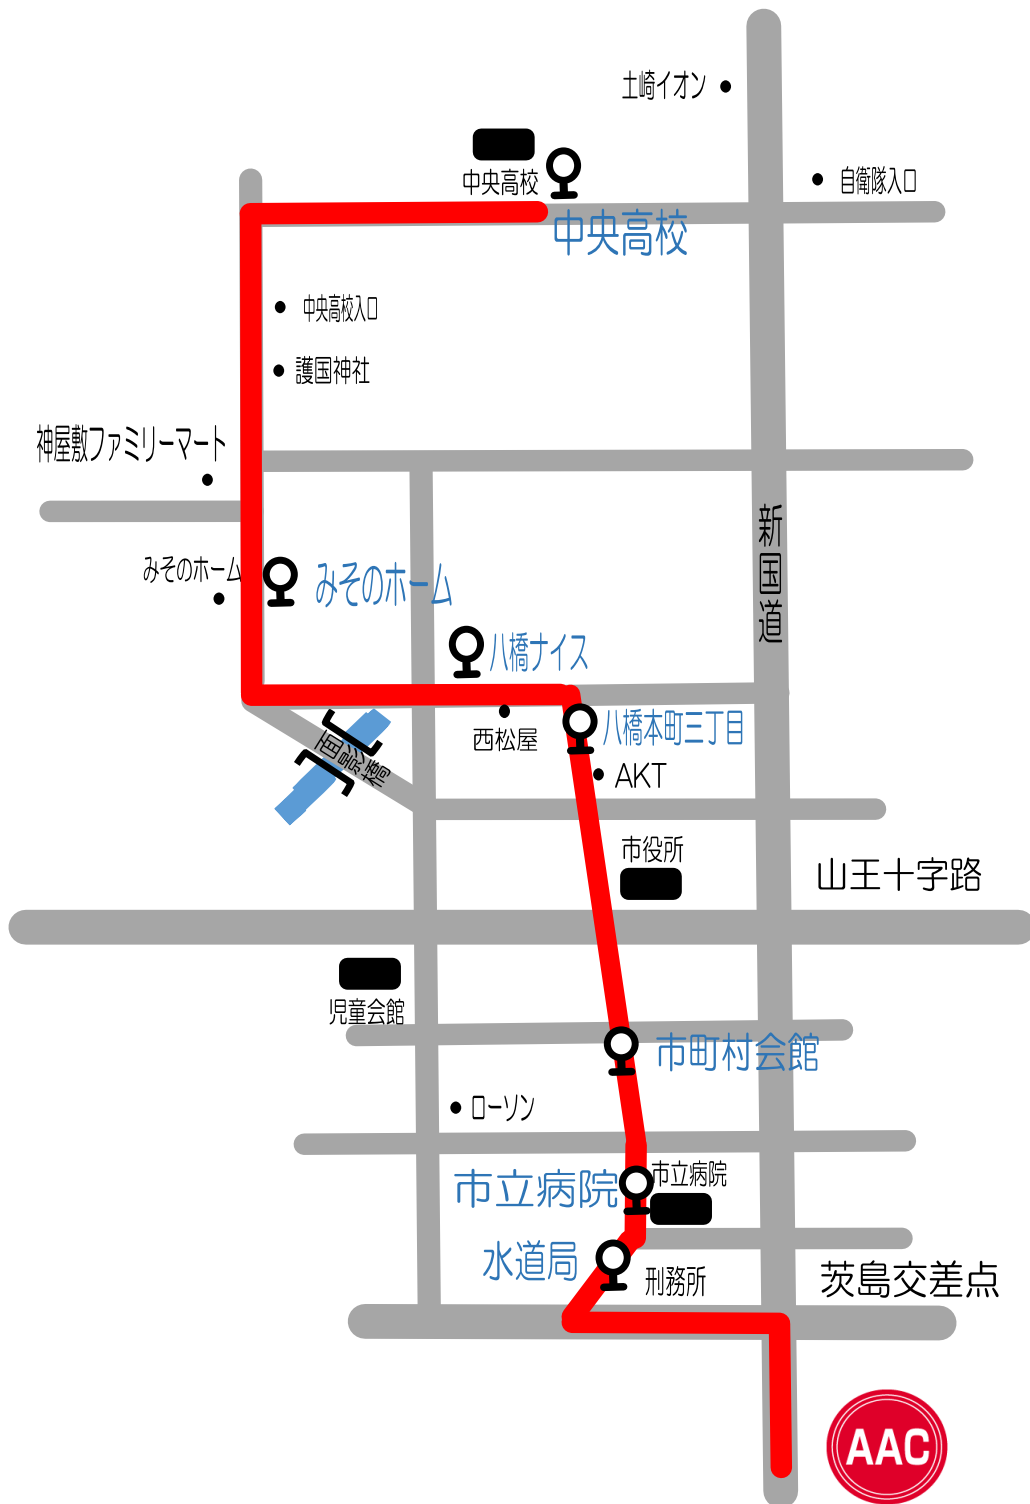 土崎イオン
自衛隊入口
中央高校
中央高校
中央高校入口
護国神社
神屋敷ファミリーマート
新国道
みそのホーム
みそのホーム
八橋ナイス
八橋本町三丁目
西松屋
面影橋
AKT
市役所
山王十字路
児童会館
市町村会館
ローソン
市立病院
市立病院
水道局
刑務所
茨島交差点
AAC